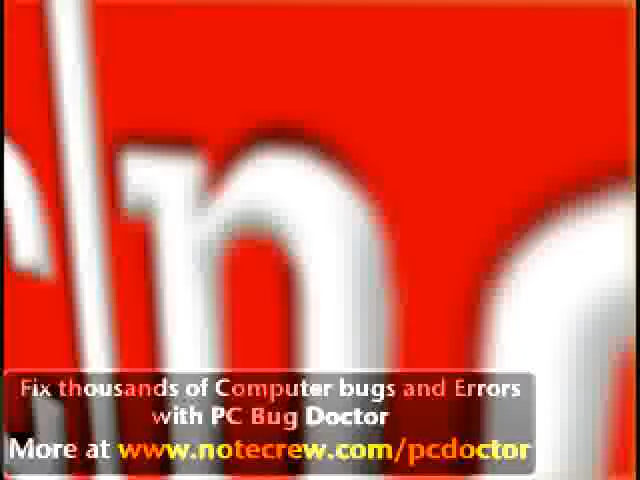 n
Fix thousands of Computer bugs and Errors
with PC Bug Doctor
More at www.notecrew.com/pcdoctor